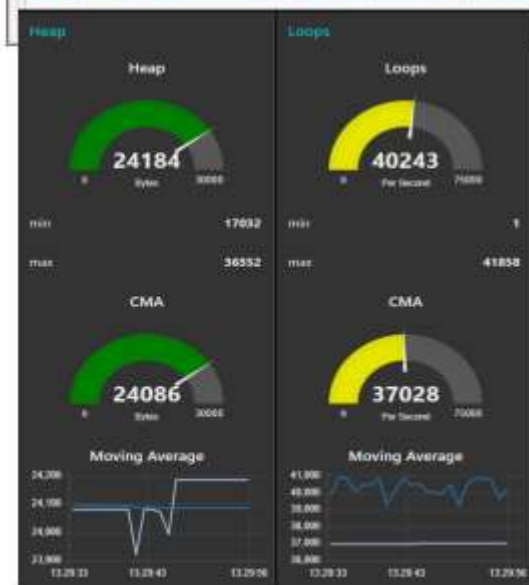 Heap
Heap
24184
Bytes
0
30000
min 17032
max 36552
CMA
24086
Bytes
0
30000
Moving Average
24,200
24,100
24,000
23,900
13:29:33
13:29:43
13:29:56
Loops
Loops
40243
Per Second
0
75000
min 1
max 41858
CMA
37028
Per Second
0
75000
Moving Average
41,000
40,000
39,000
38,000
37,000
36,000
13:29:33
13:29:43
13:29:56